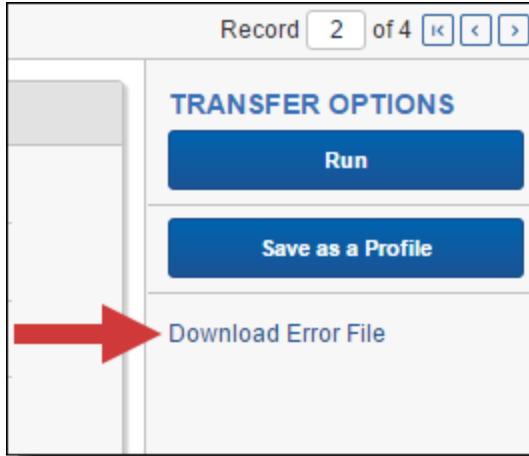 Record 2 of 4
TRANSFER OPTIONS
Run
Save as a Profile
Download Error File